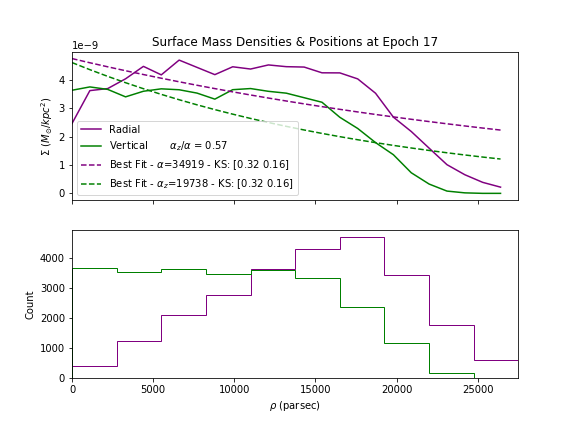 Surface Mass Densities & Positions at Epoch 17
1e−9
4
3
2
1
0
Σ (M⊙/kpc²)
Radial
Vertical αz/α = 0.57
Best Fit - α=34919 - KS: [0.32 0.16]
Best Fit - αz=19738 - KS: [0.32 0.16]
4000
3000
2000
1000
0
Count
0 5000 10000 15000 20000 25000
ρ (parsec)